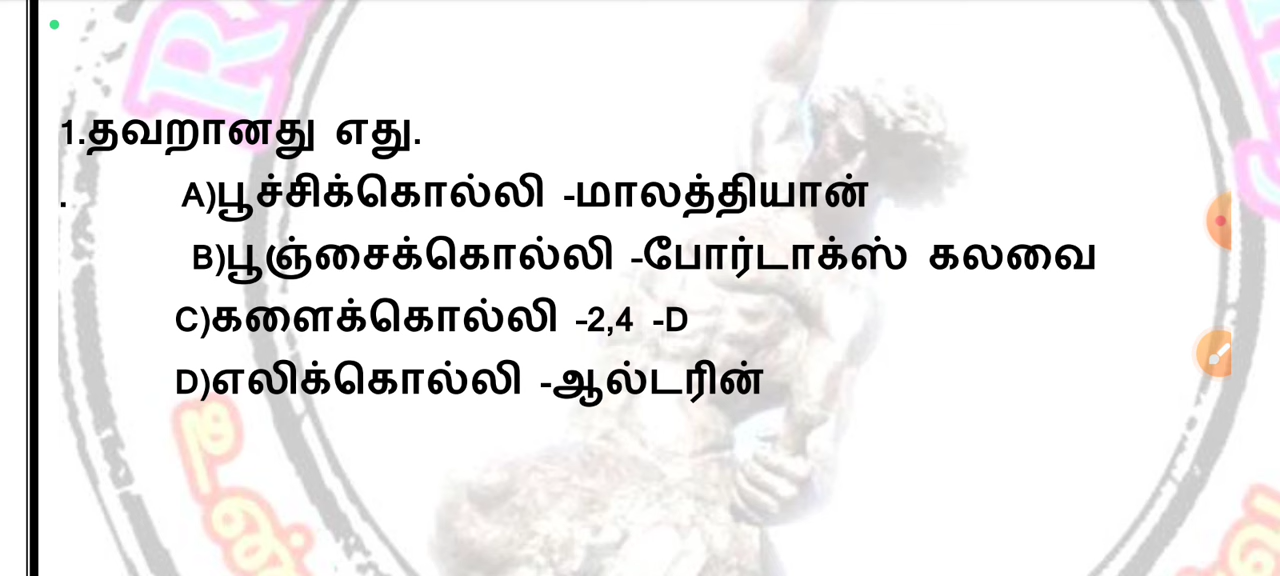 1.தவறானது எது.
. A)பூச்சிக்கொல்லி -மாலத்தியான்
B)பூஞ்சைக்கொல்லி -போர்டாக்ஸ் கலவை
C)களைக்கொல்லி -2,4 -D
D)எலிக்கொல்லி -ஆல்டரின்